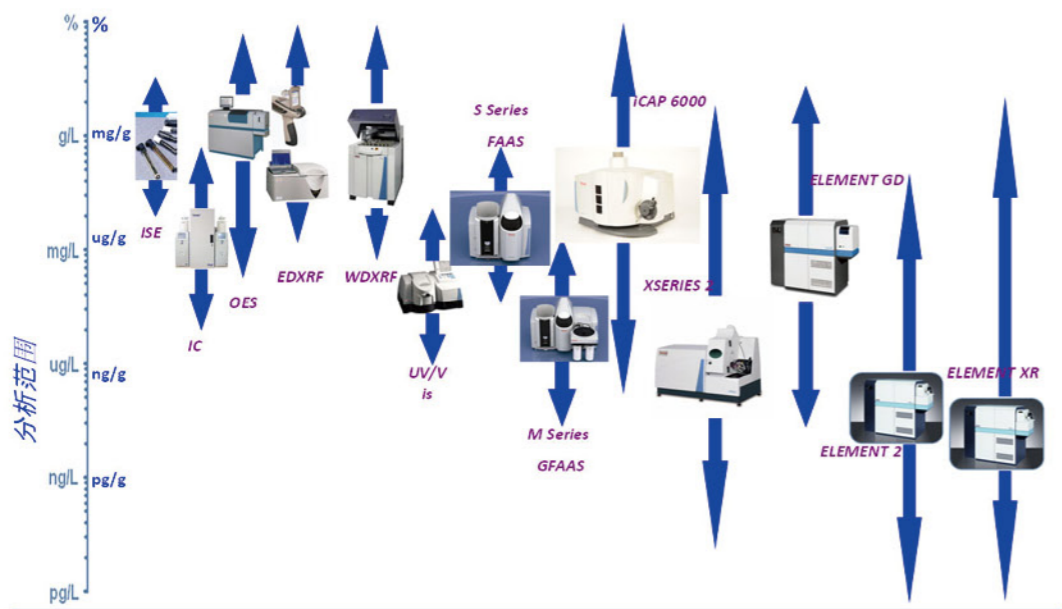 % %
g/L mg/g
mg/L ug/g
ug/L ng/g
ng/L pg/g
pg/L
分析范围
ISE
IC
OES
EDXRF
WDXRF
UV/V
is
S Series
FAAS
M Series
GFAAS
iCAP 6000
XSERIES 2
ELEMENT GD
ELEMENT 2
ELEMENT XR